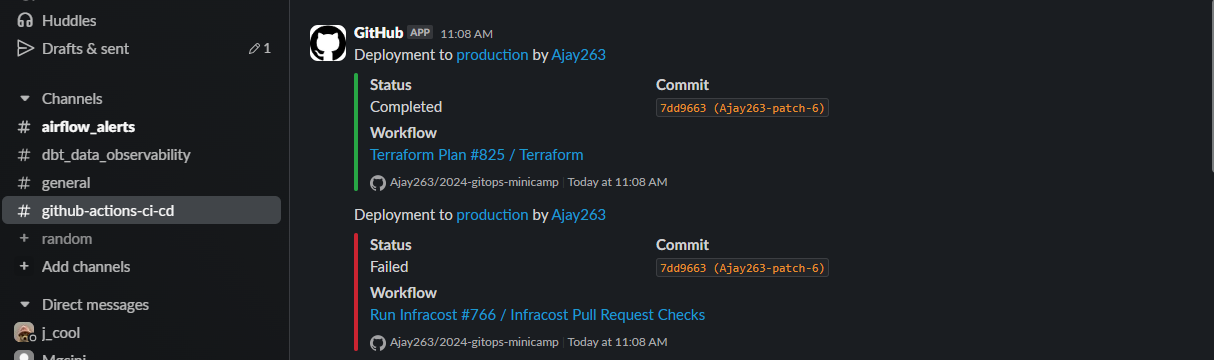 Huddles
Drafts & sent 1
Channels
# airflow_alerts
# dbt_data_observability
# general
# github-actions-ci-cd
+ random
+ Add channels
Direct messages
j_cool
GitHub APP 11:08 AM
Deployment to production by Ajay263
Status Commit
Completed 7dd9663 (Ajay263-patch-6)
Workflow
Terraform Plan #825 / Terraform
Ajay263/2024-gitops-minicamp | Today at 11:08 AM
Deployment to production by Ajay263
Status Commit
Failed 7dd9663 (Ajay263-patch-6)
Workflow
Run Infracost #766 / Infracost Pull Request Checks
Ajay263/2024-gitops-minicamp | Today at 11:08 AM